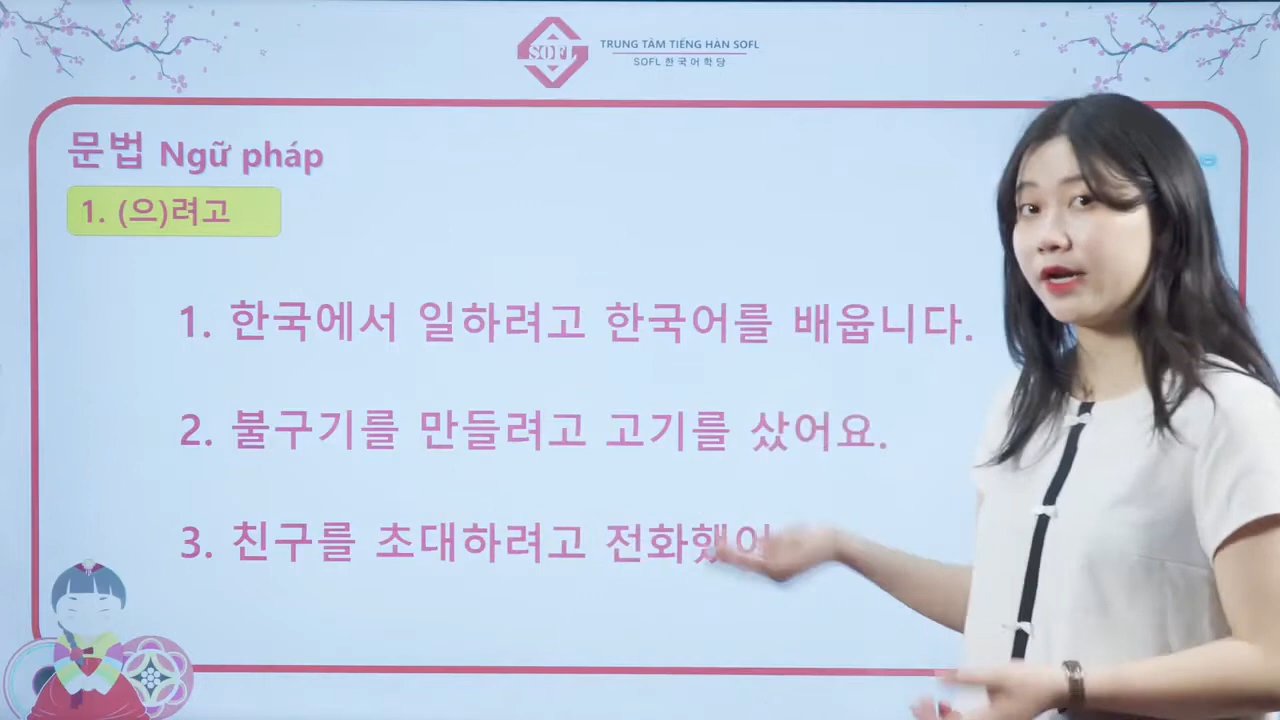 SOFL
TRUNG TÂM TIẾNG HÀN SOFL
SOFL 한국어학당
문법 Ngữ pháp
1. (으)려고
1. 한국에서 일하려고 한국어를 배웁니다.
2. 불구기를 만들려고 고기를 샀어요.
3. 친구를 초대하려고